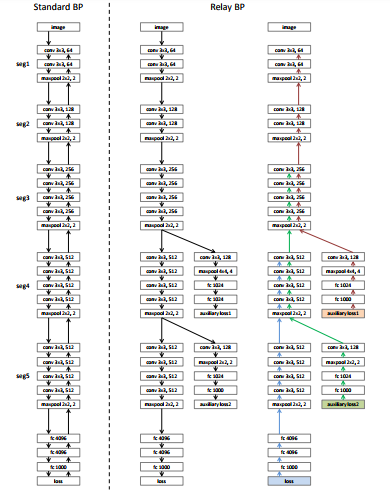 Standard BP
Relay BP
image
seg1
conv 3x3, 64
conv 3x3, 64
maxpool 2x2, 2
seg2
conv 3x3, 128
conv 3x3, 128
maxpool 2x2, 2
seg3
conv 3x3, 256
conv 3x3, 256
conv 3x3, 256
conv 3x3, 256
maxpool 2x2, 2
seg4
conv 3x3, 512
conv 3x3, 512
conv 3x3, 512
conv 3x3, 512
maxpool 2x2, 2
seg5
conv 3x3, 512
conv 3x3, 512
conv 3x3, 512
conv 3x3, 512
maxpool 2x2, 2
fc 4096
fc 4096
fc 1000
loss
image
conv 3x3, 64
conv 3x3, 64
maxpool 2x2, 2
conv 3x3, 128
conv 3x3, 128
maxpool 2x2, 2
conv 3x3, 256
conv 3x3, 256
conv 3x3, 256
conv 3x3, 256
maxpool 2x2, 2
conv 3x3, 512
conv 3x3, 512
conv 3x3, 512
conv 3x3, 512
maxpool 2x2, 2
conv 3x3, 512
conv 3x3, 512
conv 3x3, 512
conv 3x3, 512
maxpool 2x2, 2
fc 4096
fc 4096
fc 1000
loss
conv 3x3, 128
maxpool 4x4, 4
fc 1024
fc 1000
auxiliary loss1
conv 3x3, 128
maxpool 2x2, 2
fc 1024
fc 1000
auxiliary loss2
image
conv 3x3, 64
conv 3x3, 64
maxpool 2x2, 2
conv 3x3, 128
conv 3x3, 128
maxpool 2x2, 2
conv 3x3, 256
conv 3x3, 256
conv 3x3, 256
conv 3x3, 256
maxpool 2x2, 2
conv 3x3, 512
conv 3x3, 512
conv 3x3, 512
conv 3x3, 512
maxpool 2x2, 2
conv 3x3, 512
conv 3x3, 512
conv 3x3, 512
conv 3x3, 512
maxpool 2x2, 2
fc 4096
fc 4096
fc 1000
loss
conv 3x3, 128
maxpool 4x4, 4
fc 1024
fc 1000
auxiliary loss1
conv 3x3, 128
maxpool 2x2, 2
fc 1024
fc 1000
auxiliary loss2